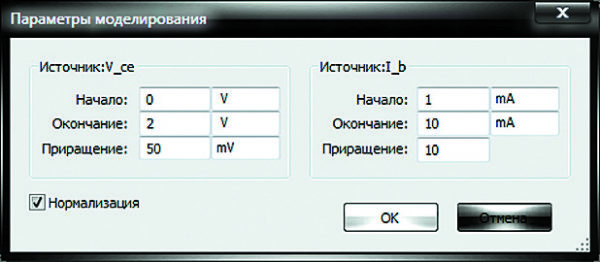 Параметры моделирования
X
Источник:V_ce
Начало: 0 V
Окончание: 2 V
Приращение: 50 mV
Источник:I_b
Начало: 1 mA
Окончание: 10 mA
Приращение: 10
Нормализация
OK
Отмена